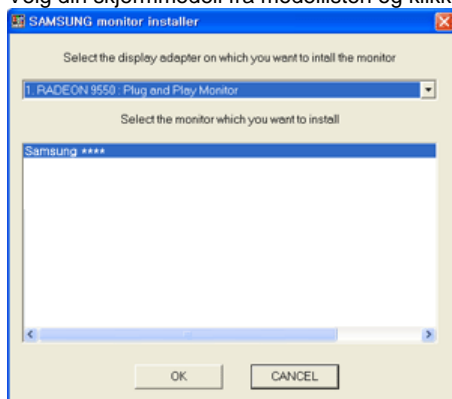 Velg din skjermmodell fra modellisten og klikk
SAMSUNG monitor installer
Select the display adapter on which you want to intall the monitor
1. RADEON 9550 : Plug and Play Monitor
Select the monitor which you want to install
Samsung ****
OK
CANCEL